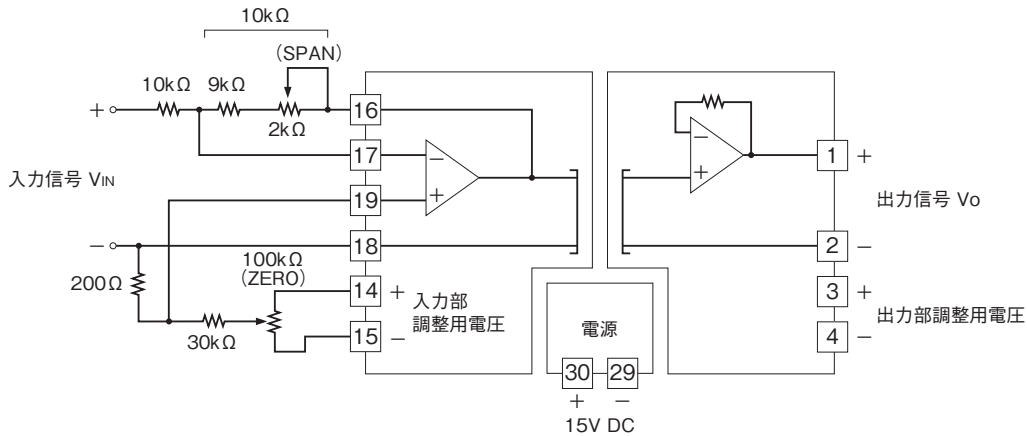 10kΩ
(SPAN)
10kΩ
9kΩ
2kΩ
+
入力信号 VIN
−
200Ω
30kΩ
100kΩ
(ZERO)
16
17
19
18
14
+
15
−
入力部
調整用電圧
−
+
−
+
電源
30
29
+
−
15V DC
1
+
出力信号 Vo
2
−
3
+
出力部調整用電圧
4
−